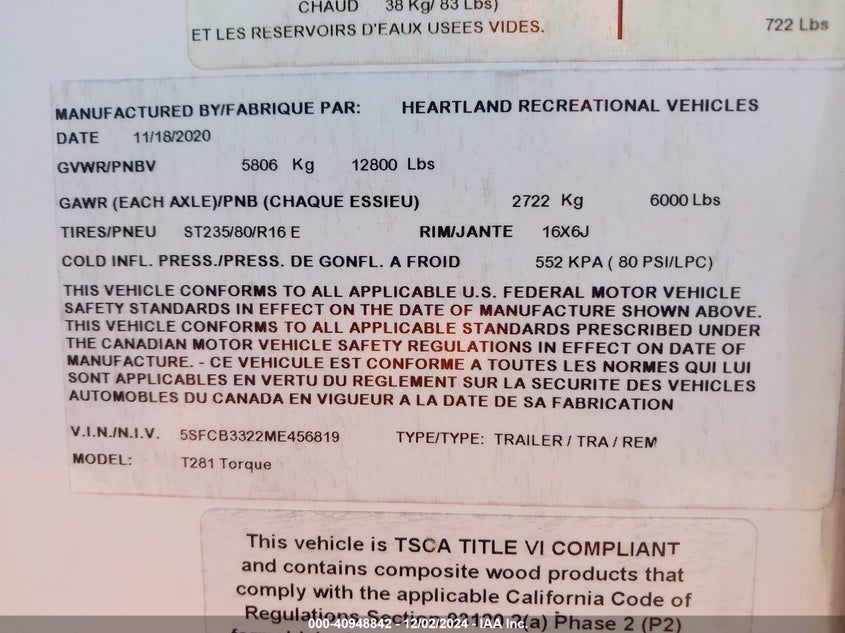 CHAUD 38 Kg/ 83 Lbs)
ET LES RESERVOIRS D'EAUX USEES VIDES.
722 Lbs
MANUFACTURED BY/FABRIQUE PAR: HEARTLAND RECREATIONAL VEHICLES
DATE 11/18/2020
GVWR/PNBV 5806 Kg 12800 Lbs
GAWR (EACH AXLE)/PNB (CHAQUE ESSIEU) 2722 Kg 6000 Lbs
TIRES/PNEU ST235/80/R16 E RIM/JANTE 16X6J
COLD INFL. PRESS./PRESS. DE GONFL. A FROID 552 KPA ( 80 PSI/LPC)
THIS VEHICLE CONFORMS TO ALL APPLICABLE U.S. FEDERAL MOTOR VEHICLE
SAFETY STANDARDS IN EFFECT ON THE DATE OF MANUFACTURE SHOWN ABOVE.
THIS VEHICLE CONFORMS TO ALL APPLICABLE STANDARDS PRESCRIBED UNDER
THE CANADIAN MOTOR VEHICLE SAFETY REGULATIONS IN EFFECT ON DATE OF
MANUFACTURE. - CE VEHICULE EST CONFORME A TOUTES LES NORMES QUI LUI
SONT APPLICABLES EN VERTU DU REGLEMENT SUR LA SECURITE DES VEHICLES
AUTOMOBLES DU CANADA EN VIGUEUR A LA DATE DE SA FABRICATION
V.I.N./N.I.V. 5SFCB3322ME456819 TYPE/TYPE: TRAILER / TRA / REM
MODEL: T281 Torque
This vehicle is TSCA TITLE VI COMPLIANT
and contains composite wood products that
comply with the applicable California Code of
Regulations Section (a) Phase 2 (P2)
000-40948842 - 12/02/2024 - IAA Inc.